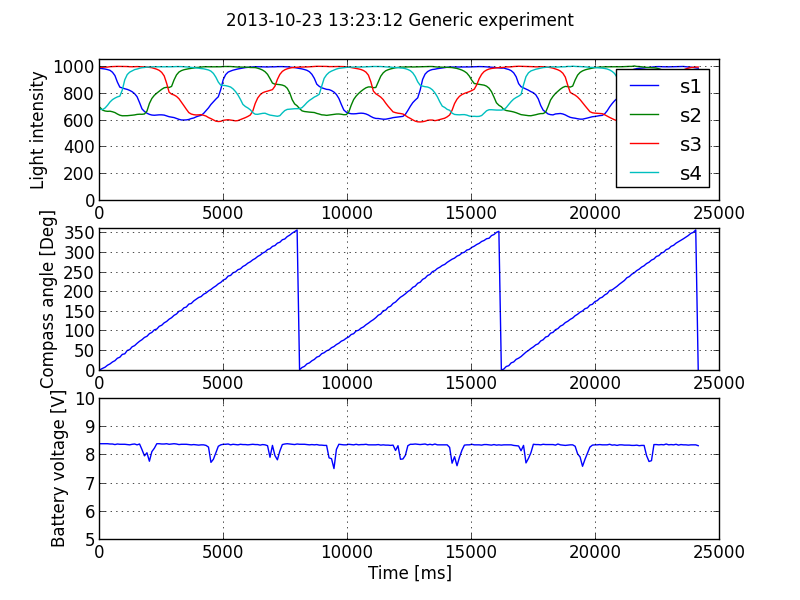 2013-10-23 13:23:12 Generic experiment
Light intensity
1000
800
600
400
200
0
s1
s2
s3
s4
0 5000 10000 15000 20000 25000
Compass angle [Deg]
350
300
250
200
150
100
50
0
0 5000 10000 15000 20000 25000
Battery voltage [V]
10
9
8
7
6
5
0 5000 10000 15000 20000 25000
Time [ms]